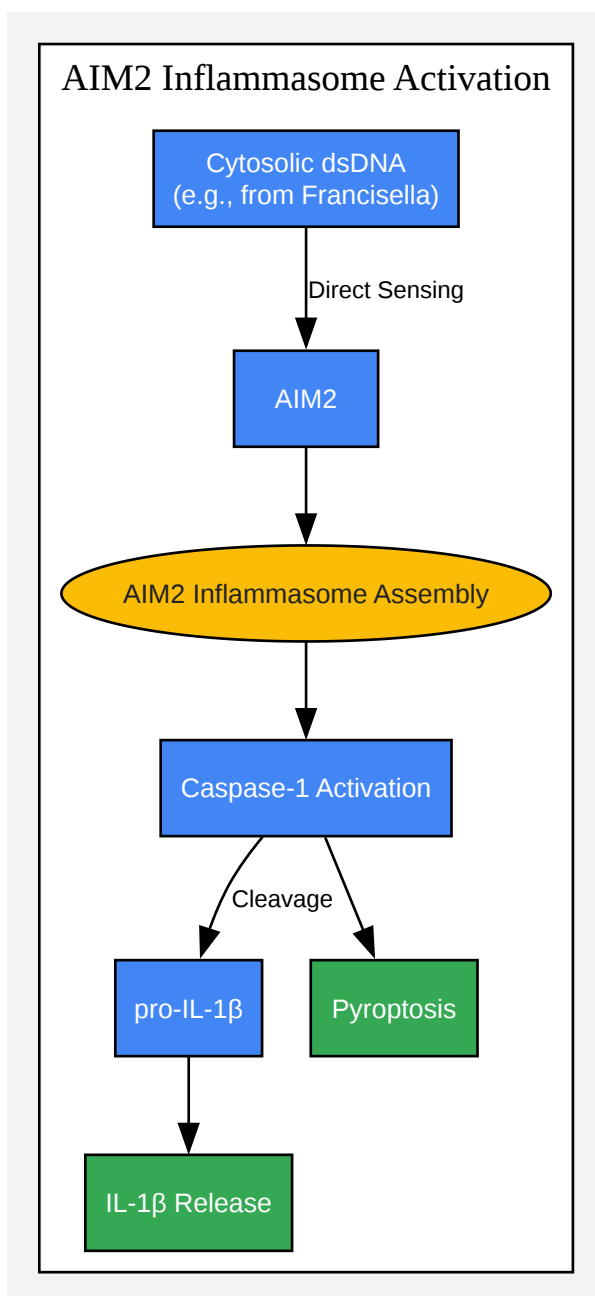 AIM2 Inflammasome Activation
Cytosolic dsDNA
(e.g., from Francisella)
Direct Sensing
AIM2
AIM2 Inflammasome Assembly
Caspase-1 Activation
Cleavage
pro-IL-1β
Pyroptosis
IL-1β Release